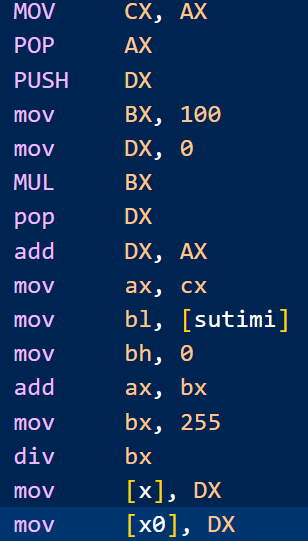 MOV CX, AX
POP AX
PUSH DX
mov BX, 100
mov DX, 0
MUL BX
pop DX
add DX, AX
mov ax, cx
mov bl, [sutimi]
mov bh, 0
add ax, bx
mov bx, 255
div bx
mov [x], DX
mov [x0], DX